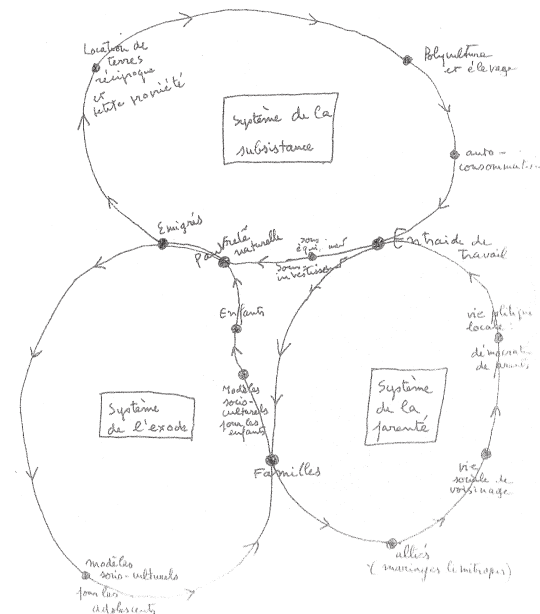 Location de
terres
réciproque
et
petite propriété
Polyculture
et élevage
Système de la
subsistance
auto-
consommation
Emigrés
Pauvreté
naturelle
sous
équipement
sous-
investissement
Entraide de
travail
Enfants
vie politique
locale :
démocratie
de parenté
Modèles
socio-
culturels
pour les
enfants
Système
de l'exode
Système
de la
parenté
Familles
vie
sociale de
voisinage
alliés
(mariages limitrophes)
modèles
socio-culturels
pour les
adolescents